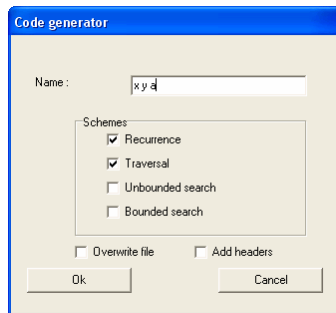 Code generator
Name :
x y a
Schemes
Recurrence
Traversal
Unbounded search
Bounded search
Overwrite file Add headers
Ok Cancel